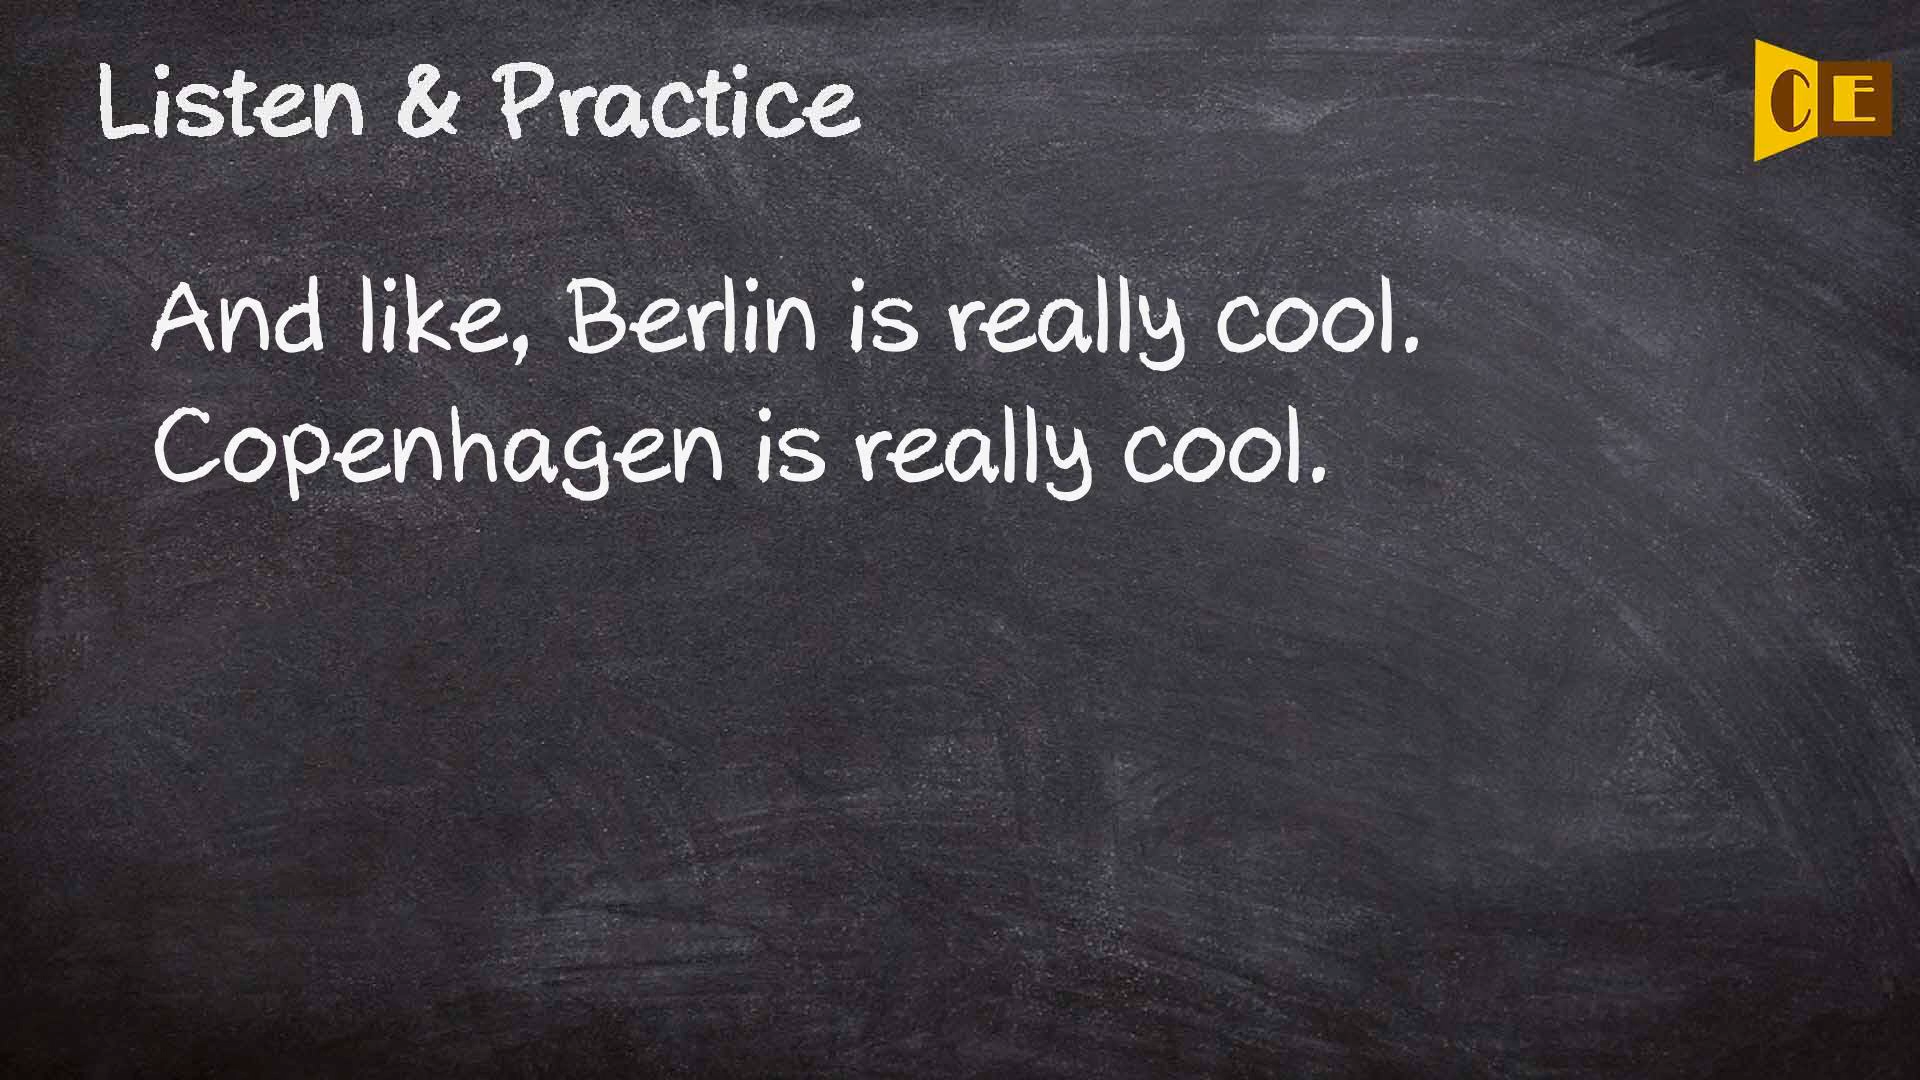 Listen & Practice
CE
And like, Berlin is really cool.
Copenhagen is really cool.